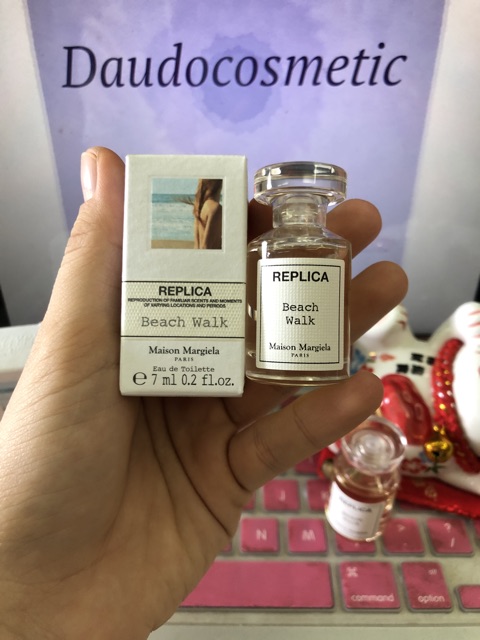 Daudocosmetic
REPLICA
REPRODUCTION OF FAMILIAR SCENTS AND MOMENTS
OF VARYING LOCATIONS AND PERIODS
Beach Walk
Maison Margiela
PARIS
Eau de Toilette
℮ 7 ml 0.2 fl.oz.
REPLICA
Beach
Walk
Maison Margiela
PARIS
REPLICA
N
M
⌘
command
option